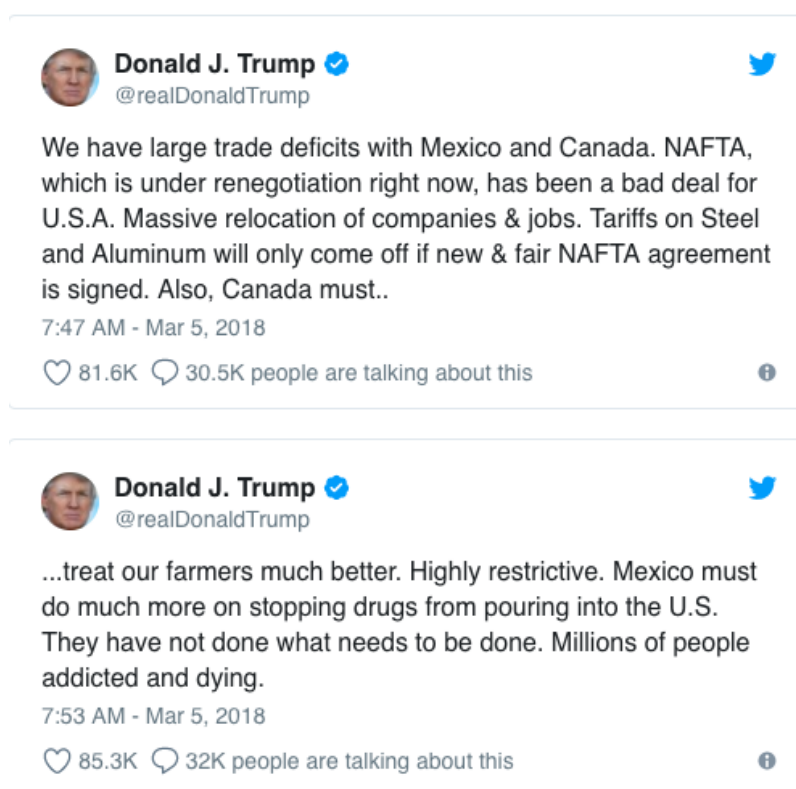 Donald J. Trump
@realDonaldTrump
We have large trade deficits with Mexico and Canada. NAFTA,
which is under renegotiation right now, has been a bad deal for
U.S.A. Massive relocation of companies & jobs. Tariffs on Steel
and Aluminum will only come off if new & fair NAFTA agreement
is signed. Also, Canada must..
7:47 AM - Mar 5, 2018
81.6K 30.5K people are talking about this
Donald J. Trump
@realDonaldTrump
...treat our farmers much better. Highly restrictive. Mexico must
do much more on stopping drugs from pouring into the U.S.
They have not done what needs to be done. Millions of people
addicted and dying.
7:53 AM - Mar 5, 2018
85.3K 32K people are talking about this